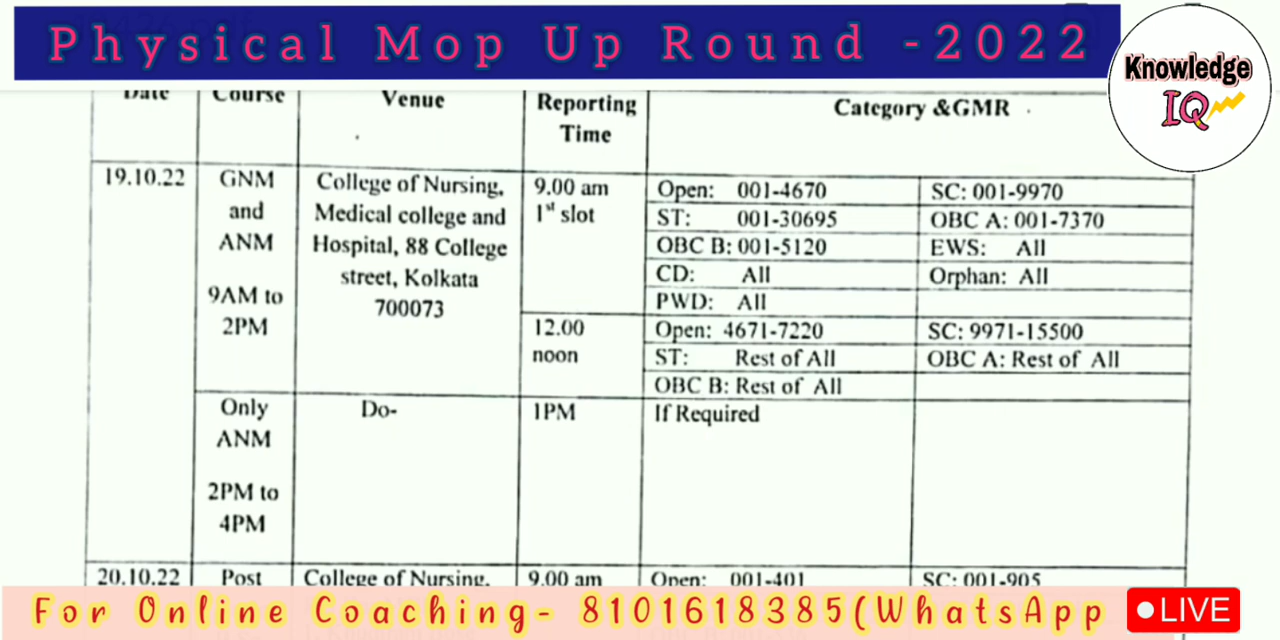 Physical Mop Up Round -2022
Knowledge
IQ
Date Course Venue Reporting Time Category &GMR
19.10.22
GNM
and
ANM
9AM to
2PM
College of Nursing,
Medical college and
Hospital, 88 College
street, Kolkata
700073
9.00 am
1st slot
Open: 001-4670 SC: 001-9970
ST: 001-30695 OBC A: 001-7370
OBC B: 001-5120 EWS: All
CD: All Orphan: All
PWD: All
12.00
noon
Open: 4671-7220 SC: 9971-15500
ST: Rest of All OBC A: Rest of All
OBC B: Rest of All
Only
ANM
2PM to
4PM
Do-
1PM
If Required
20.10.22 Post College of Nursing, 9.00 am Open: 001-401 SC: 001-905
For Online Coaching- 8101618385(WhatsApp
LIVE